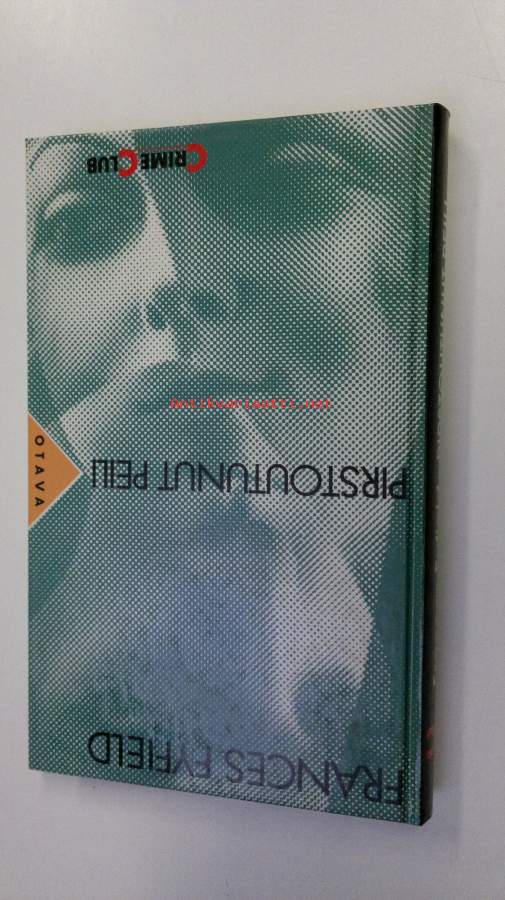 FRANCES FYFIELD
PIRSTOUTUNUT PEILI
OTAVA
CRIME CLUB
antikvariaatti.net